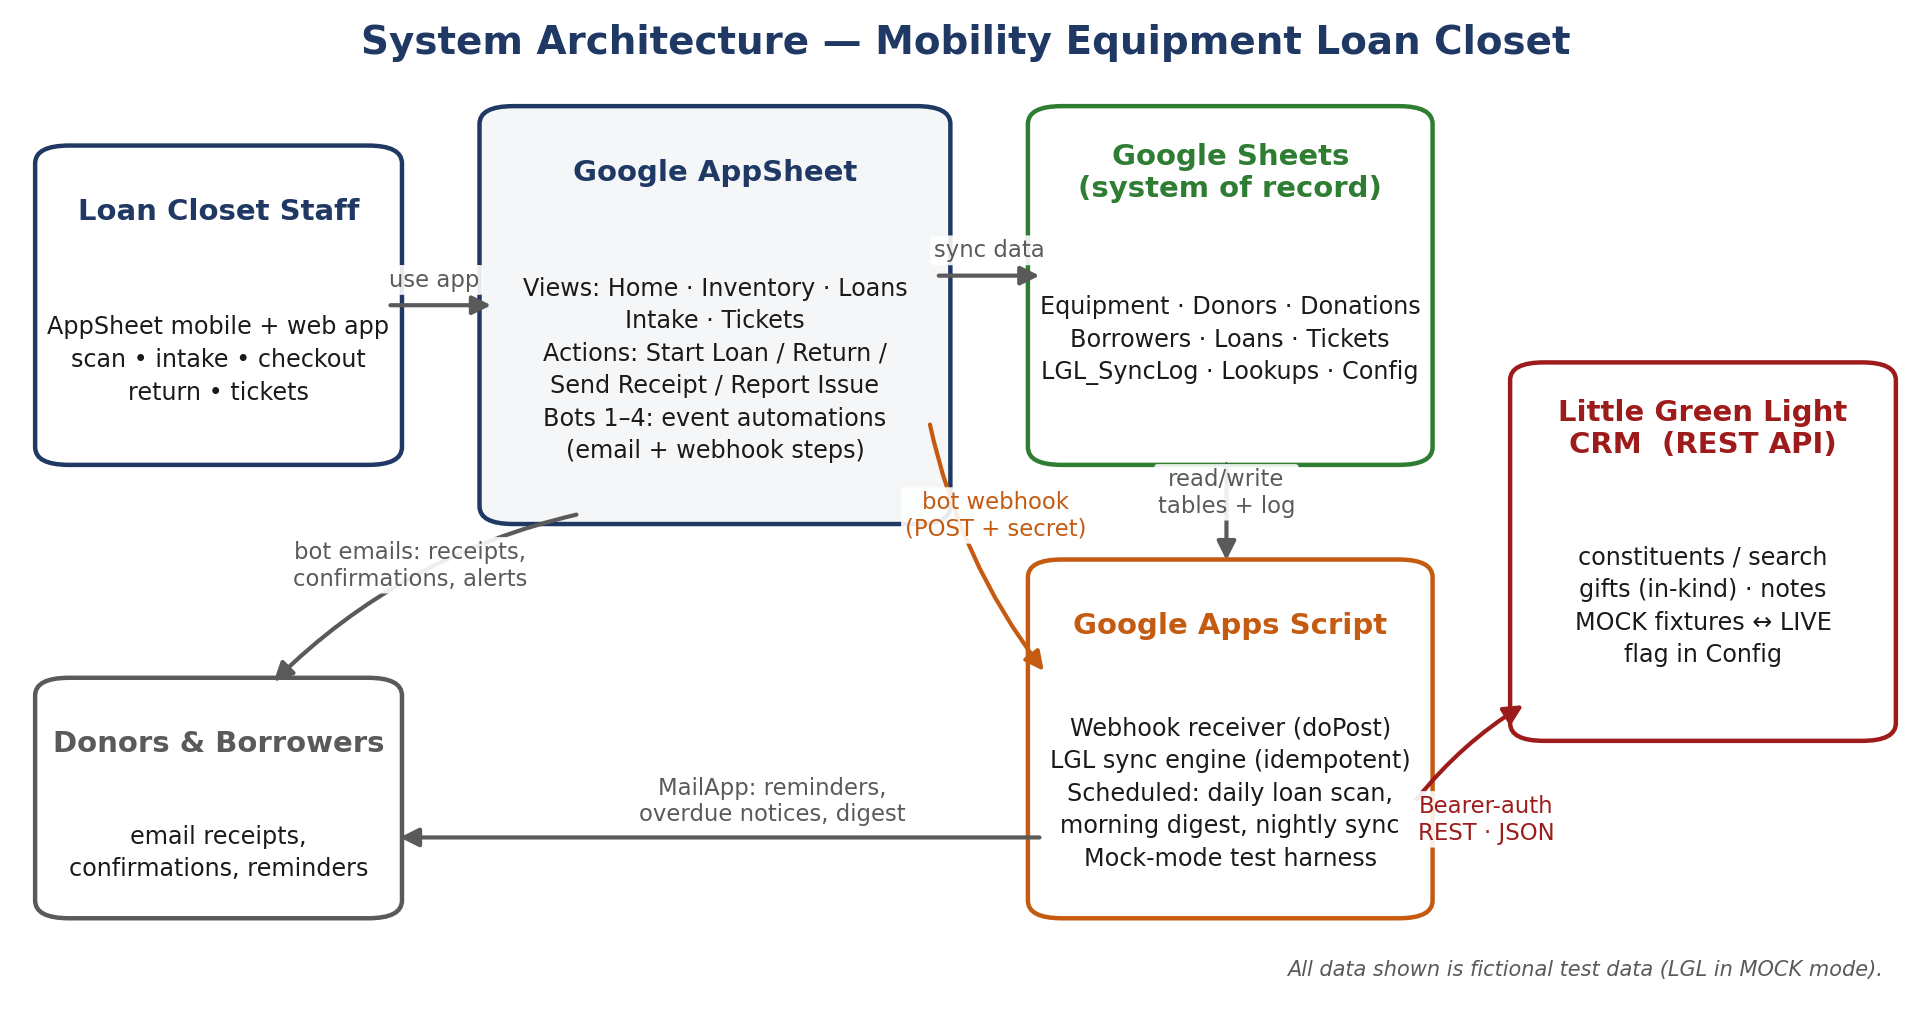 System Architecture — Mobility Equipment Loan Closet
Loan Closet Staff
AppSheet mobile + web app
scan • intake • checkout
return • tickets
use app
Google AppSheet
Views: Home · Inventory · Loans
Intake · Tickets
Actions: Start Loan / Return /
Send Receipt / Report Issue
Bots 1–4: event automations
(email + webhook steps)
sync data
Google Sheets
(system of record)
Equipment · Donors · Donations
Borrowers · Loans · Tickets
LGL_SyncLog · Lookups · Config
Little Green Light
CRM  (REST API)
constituents / search
gifts (in-kind) · notes
MOCK fixtures ↔ LIVE
flag in Config
read/write
tables + log
bot webhook
(POST + secret)
bot emails: receipts,
confirmations, alerts
Google Apps Script
Webhook receiver (doPost)
LGL sync engine (idempotent)
Scheduled: daily loan scan,
morning digest, nightly sync
Mock-mode test harness
Bearer-auth
REST · JSON
Donors & Borrowers
email receipts,
confirmations, reminders
MailApp: reminders,
overdue notices, digest
All data shown is fictional test data (LGL in MOCK mode).